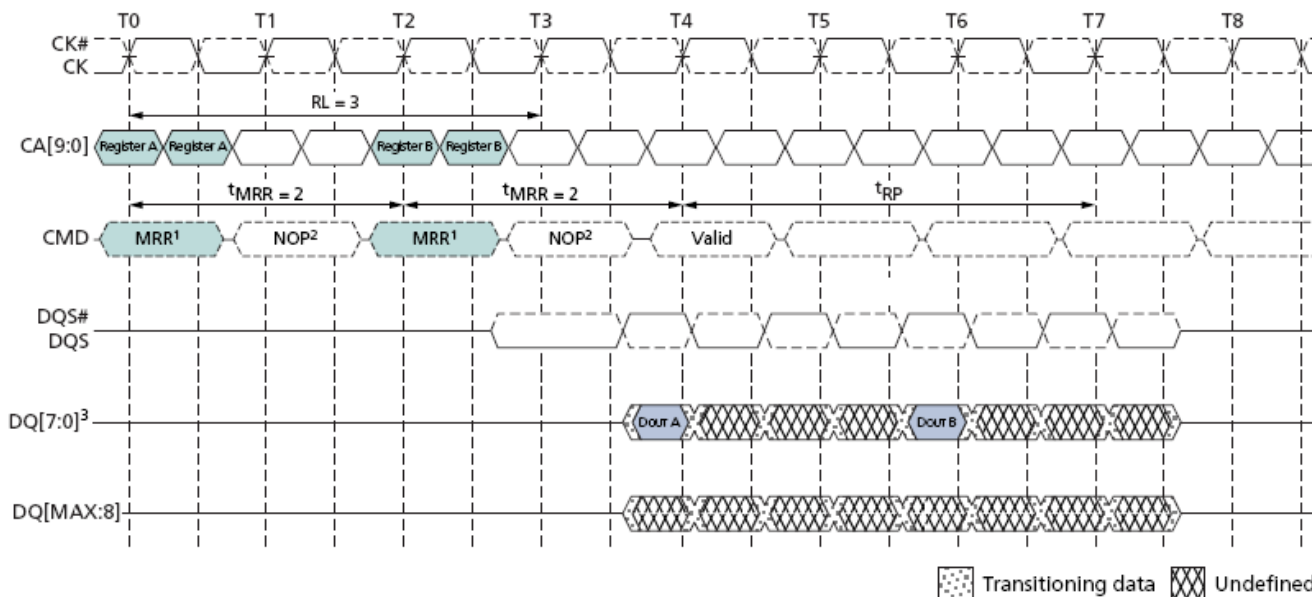 T0 T1 T2 T3 T4 T5 T6 T7 T8
CK#
CK
RL = 3
CA[9:0] Register A Register A Register B Register B
tMRR = 2 tMRR = 2 tRP
CMD MRR1 NOP2 MRR1 NOP2 Valid
DQS#
DQS
DQ[7:0]3 DOUT A DOUT B
DQ[MAX:8]
Transitioning data Undefined